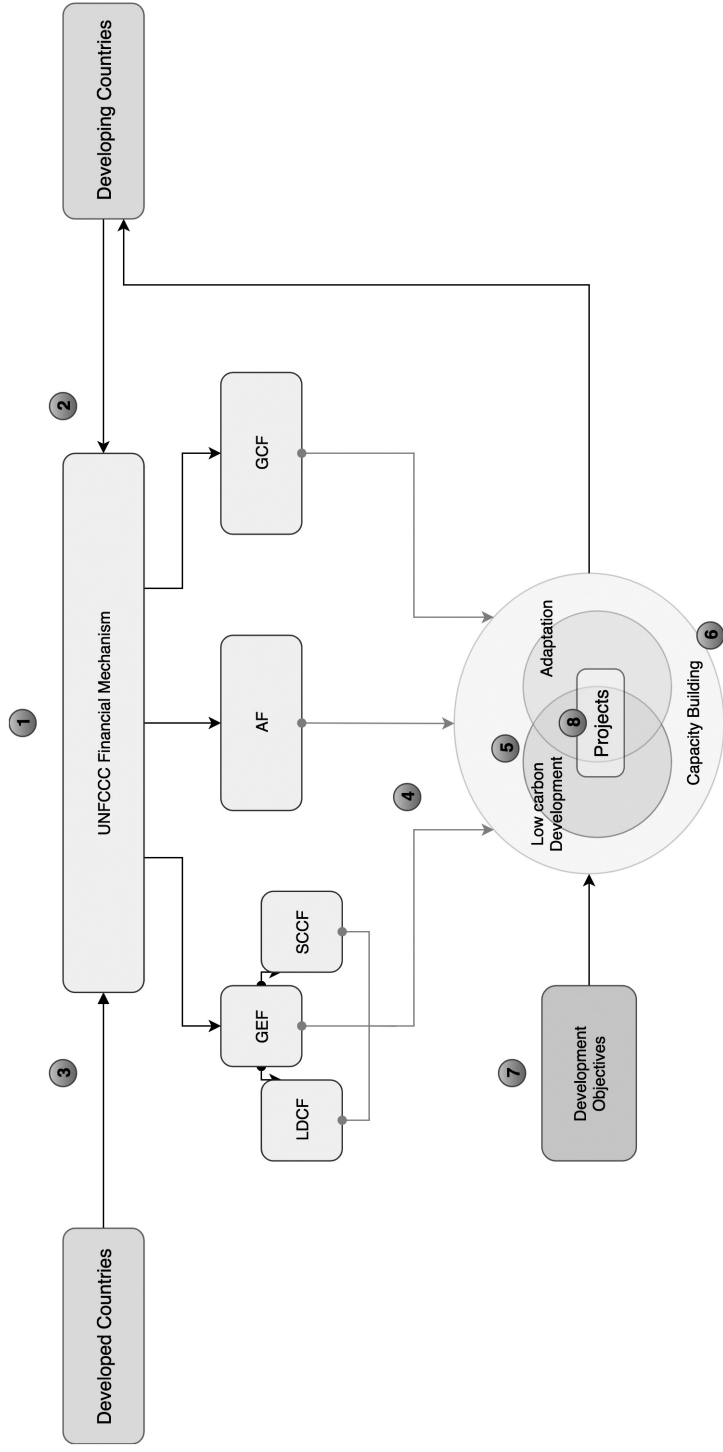 1
3
2
Developed Countries
UNFCCC Financial Mechanism
Developing Countries
LDCF
GEF
SCCF
AF
GCF
4
7
Development
Objectives
5
Low carbon
Development
Adaptation
8
Projects
Capacity Building
6